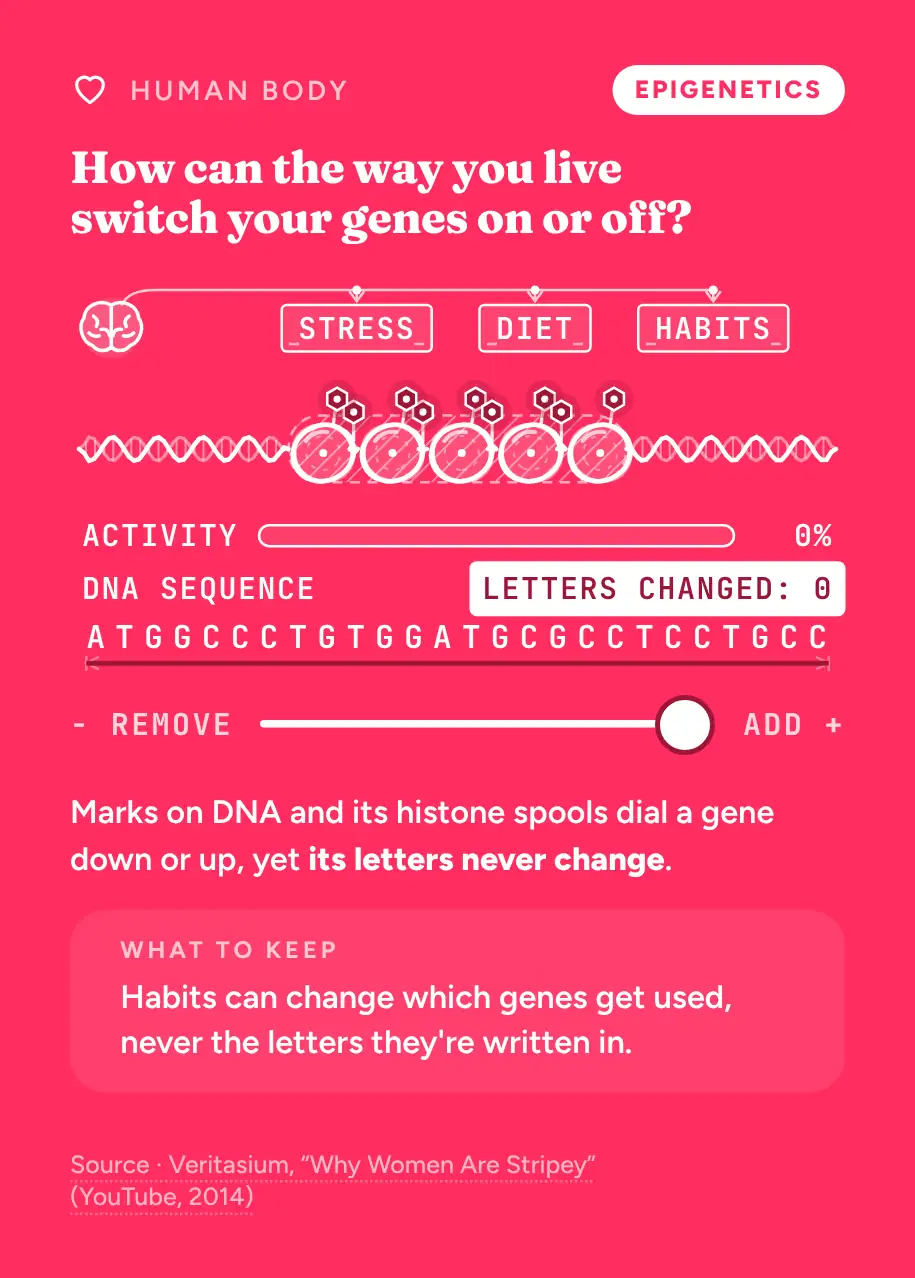 HUMAN BODY
EPIGENETICS
How can the way you live
switch your genes on or off?
_STRESS_
_DIET_
_HABITS_
ACTIVITY 0%
DNA SEQUENCE LETTERS CHANGED: 0
ATGGCCCTGTGGATGCGCCTCCTGCC
- REMOVE ADD +
Marks on DNA and its histone spools dial a gene
down or up, yet its letters never change.
WHAT TO KEEP
Habits can change which genes get used,
never the letters they're written in.
Source · Veritasium, “Why Women Are Stripey”
(YouTube, 2014)